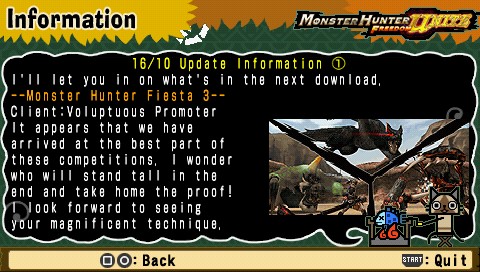 Information
MONSTER HUNTER
FREEDOM UNITE
16/10 Update Information ①
I'll let you in on what's in the next download.
--Monster Hunter Fiesta 3--
Client:Voluptuous Promoter
It appears that we have
arrived at the best part of
these competitions. I wonder
who will stand tall in the
end and take home the proof!
I look forward to seeing
your magnificent technique.
□○: Back
START: Quit